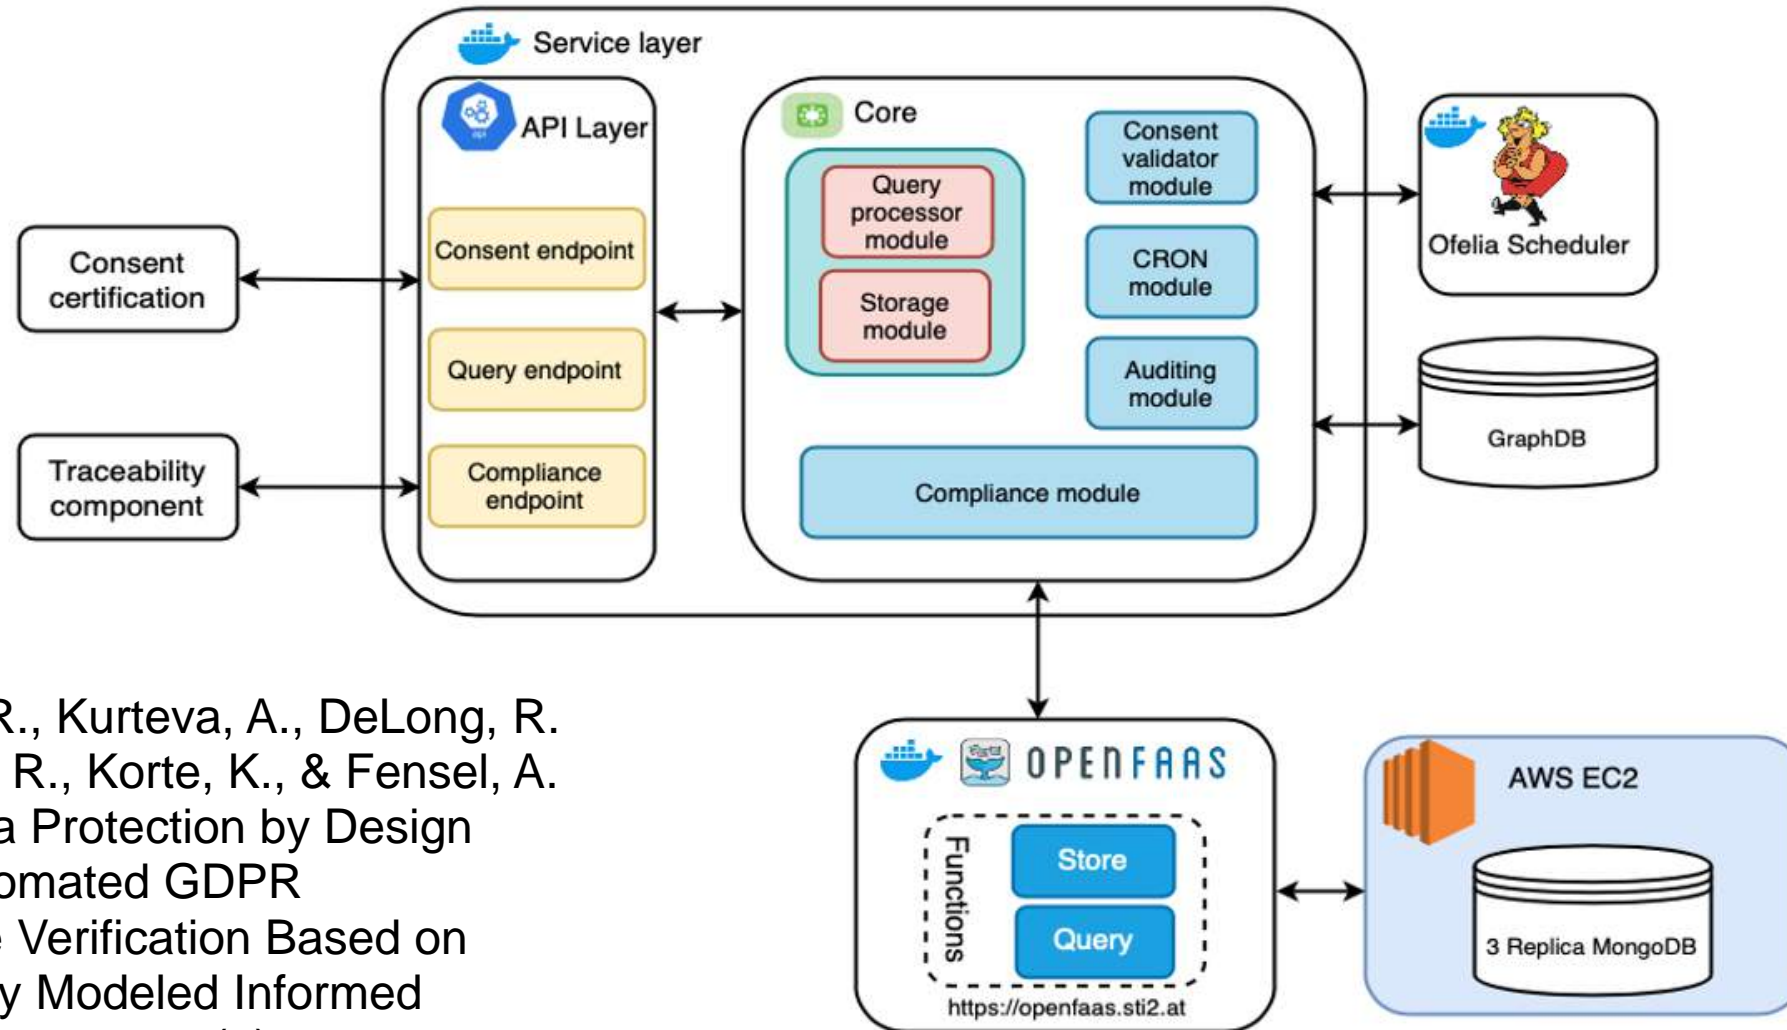 Service layer
API Layer
Consent endpoint
Query endpoint
Compliance
endpoint
Core
Query
processor
module
Storage
module
Consent
validator
module
CRON
module
Auditing
module
Compliance module
Consent
certification
Traceability
component
Ofelia Scheduler
GraphDB
R., Kurteva, A., DeLong, R.
R., Korte, K., & Fensel, A.
a Protection by Design
omated GDPR
e Verification Based on
y Modeled Informed
OPENFAAS
Functions
Store
Query
https://openfaas.sti2.at
AWS EC2
3 Replica MongoDB